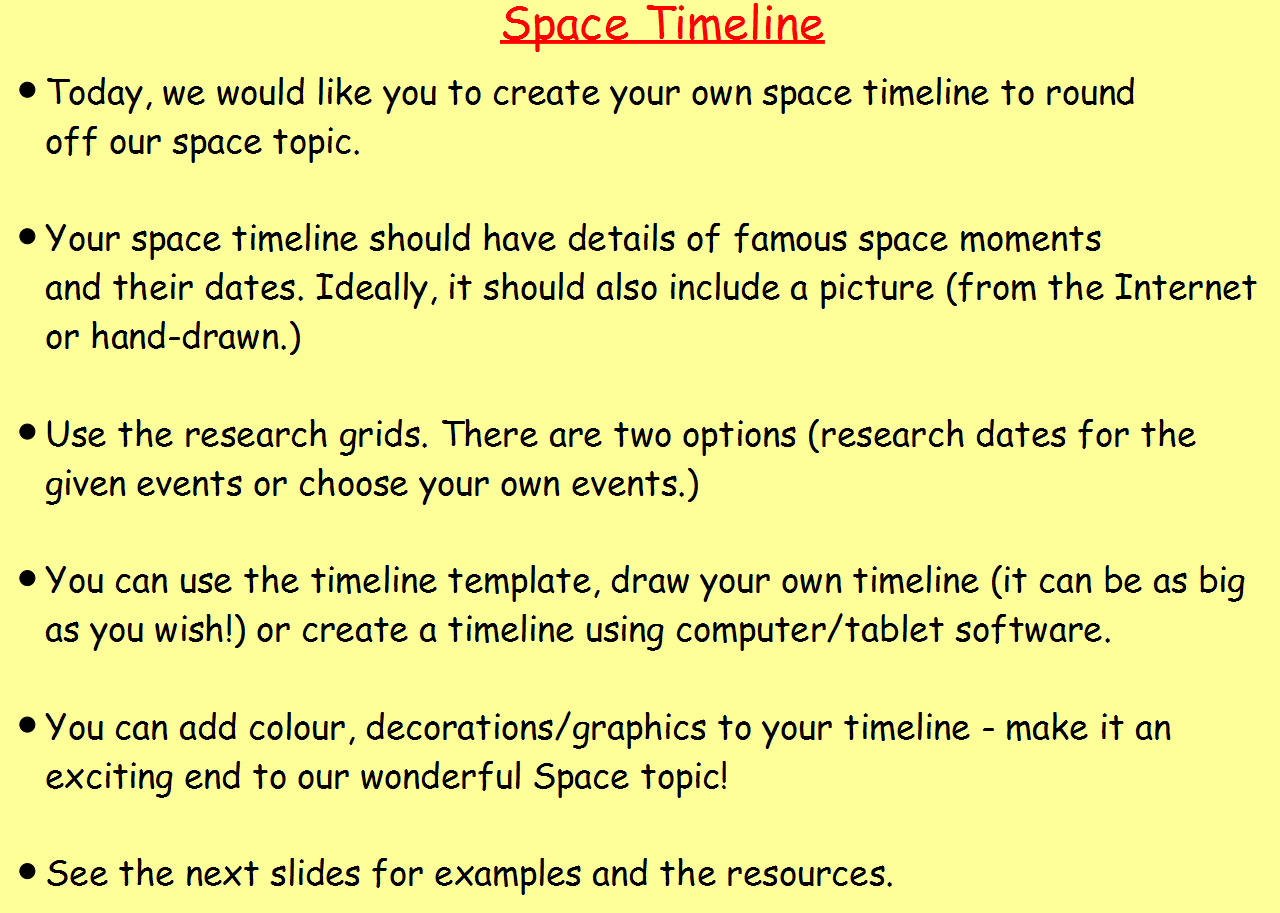 Space Timeline
• Today, we would like you to create your own space timeline to round
off our space topic.
• Your space timeline should have details of famous space moments
and their dates. Ideally, it should also include a picture (from the Internet
or hand-drawn.)
• Use the research grids. There are two options (research dates for the
given events or choose your own events.)
• You can use the timeline template, draw your own timeline (it can be as big
as you wish!) or create a timeline using computer/tablet software.
• You can add colour, decorations/graphics to your timeline - make it an
exciting end to our wonderful Space topic!
• See the next slides for examples and the resources.